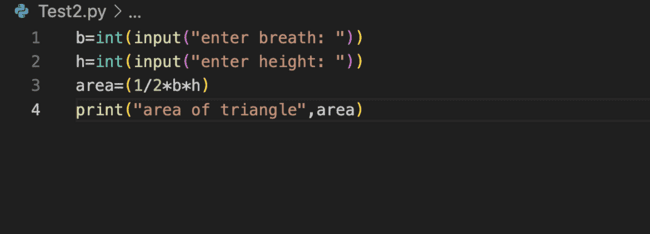 Test2.py > ...
1 b=int(input("enter breath: "))
2 h=int(input("enter height: "))
3 area=(1/2*b*h)
4 print("area of triangle",area)